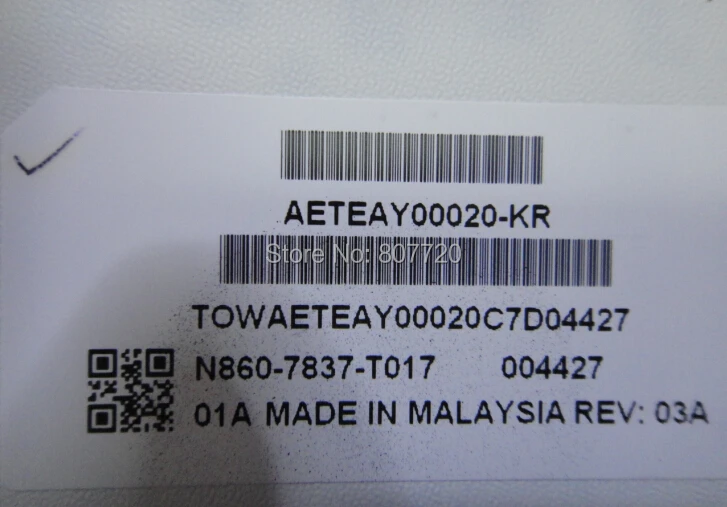 AETEAY00020-KR
Store No: 807720
TOWAETEAY00020C7D04427
N860-7837-T017 004427
01A MADE IN MALAYSIA REV: 03A